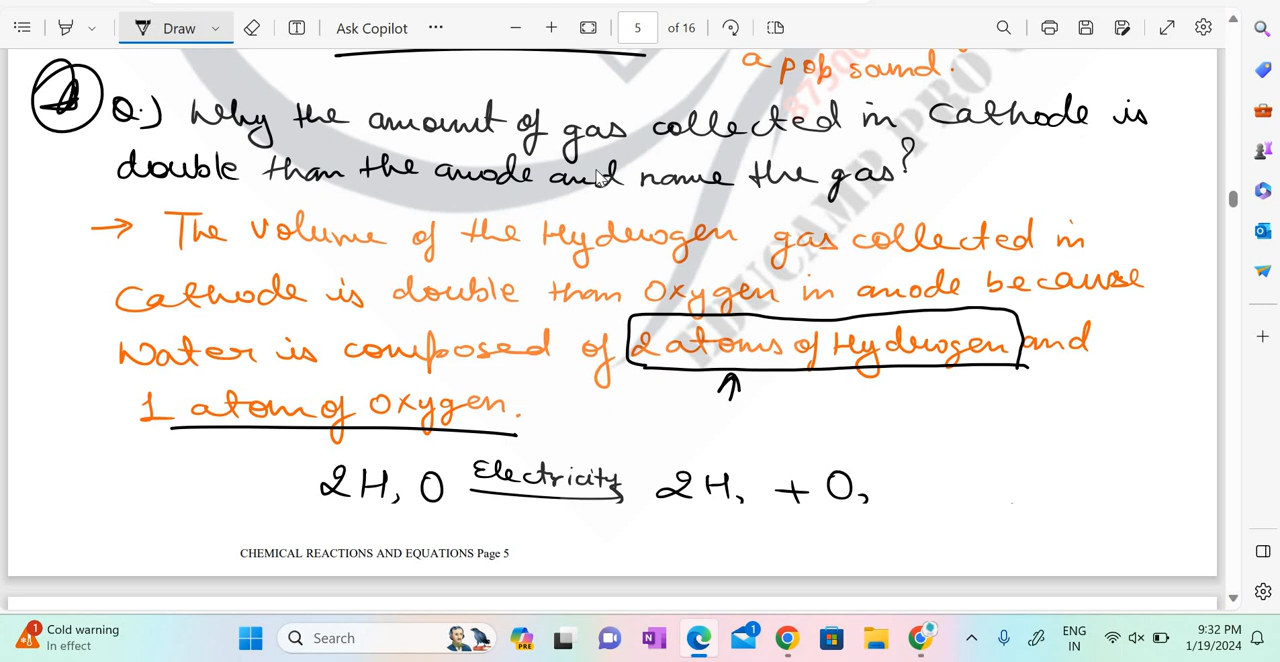 Draw
Ask Copilot
5 of 16
a pop sound.
Q.) Why the amount of gas collected in Cathode is
double than the anode and name the gas?
→ The volume of the Hydrogen gas collected in
Cathode is double than Oxygen in anode because
Water is composed of 2 atoms of Hydrogen and
1 atom of Oxygen.
2H₂O Electricity 2H₂ + O₂
CHEMICAL REACTIONS AND EQUATIONS Page 5
EDUCAMP PRO
Cold warning
In effect
Search
PRE
1
ENG
IN
9:32 PM
1/19/2024